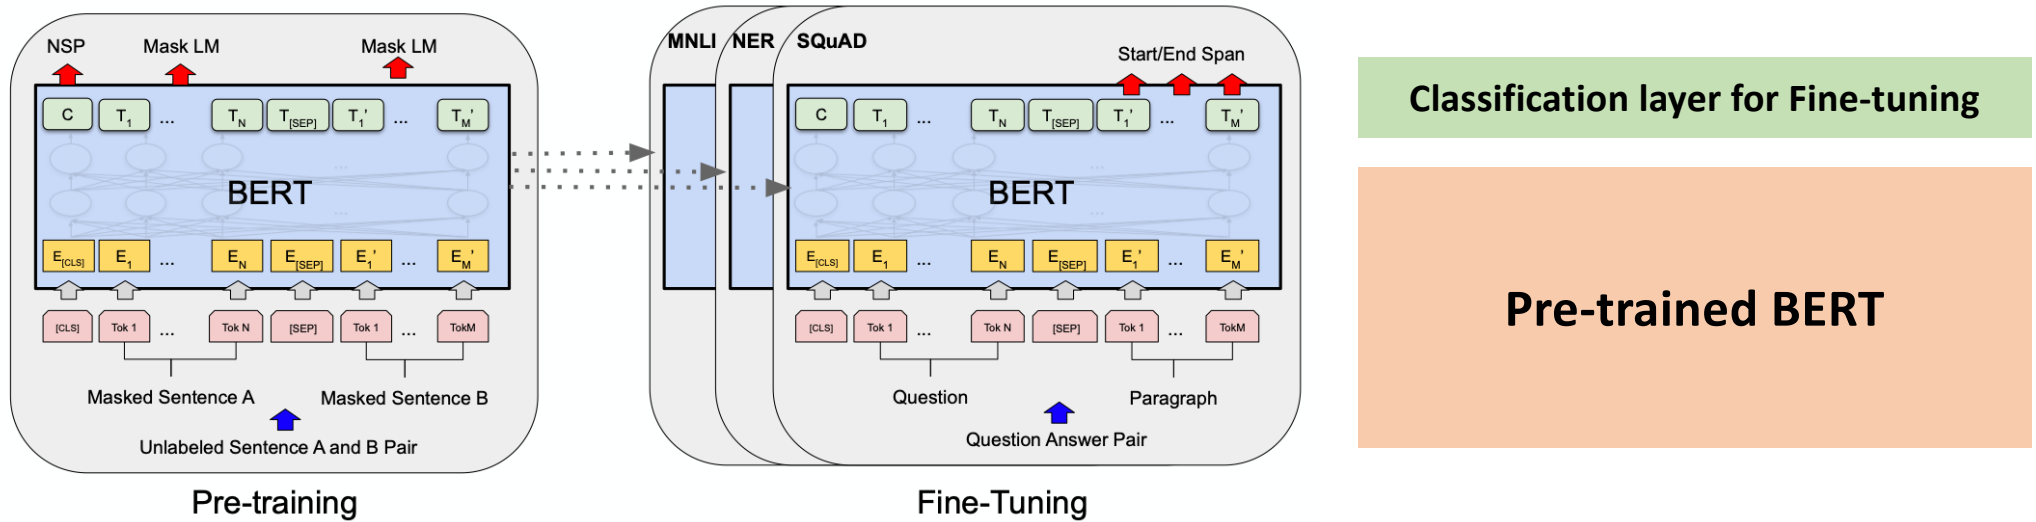 NSP Mask LM Mask LM
C T1 ... TN T[SEP] T1' ... TM'
... 
BERT
...
E[CLS] E1 ... EN E[SEP] E1' ... EM'
[CLS] Tok 1 ... Tok N [SEP] Tok 1 ... TokM
Masked Sentence A Masked Sentence B
Unlabeled Sentence A and B Pair
Pre-training
MNLI NER SQuAD
Start/End Span
C T1 ... TN T[SEP] T1' ... TM'
...
BERT
...
E[CLS] E1 ... EN E[SEP] E1' ... EM'
[CLS] Tok 1 ... Tok N [SEP] Tok 1 ... TokM
Question Paragraph
Question Answer Pair
Fine-Tuning
Classification layer for Fine-tuning
Pre-trained BERT